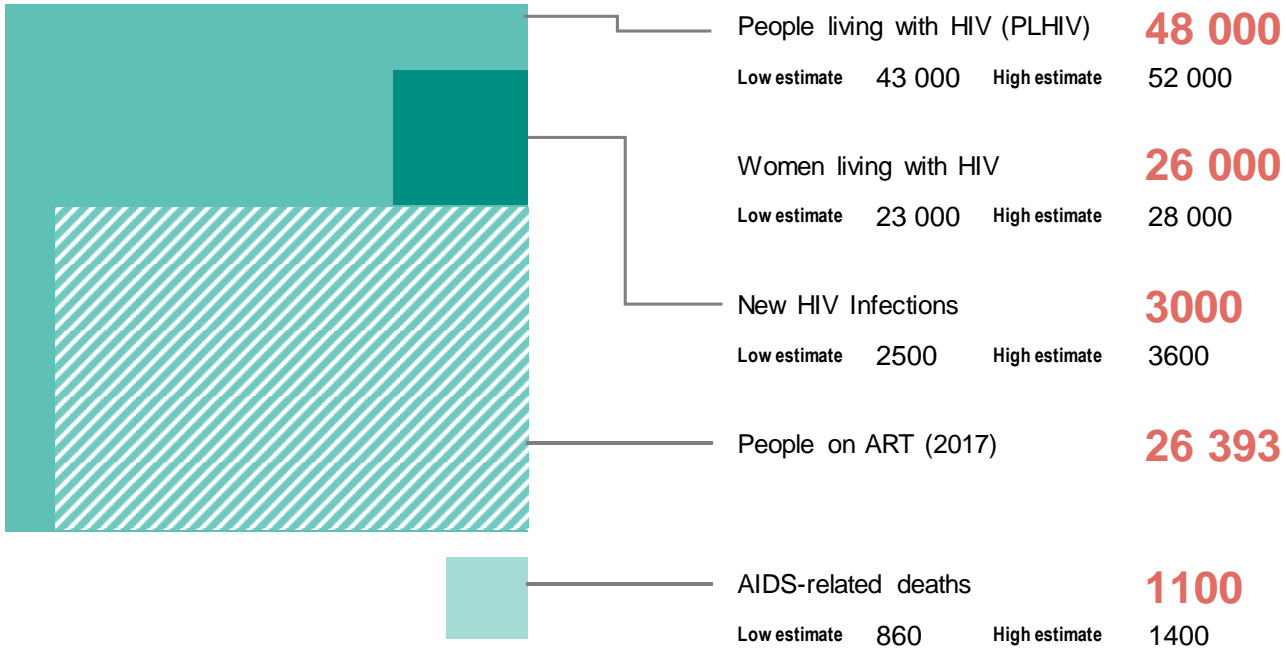 People living with HIV (PLHIV) 48 000
Low estimate 43 000 High estimate 52 000
Women living with HIV 26 000
Low estimate 23 000 High estimate 28 000
New HIV Infections 3000
Low estimate 2500 High estimate 3600
People on ART (2017) 26 393
AIDS-related deaths 1100
Low estimate 860 High estimate 1400